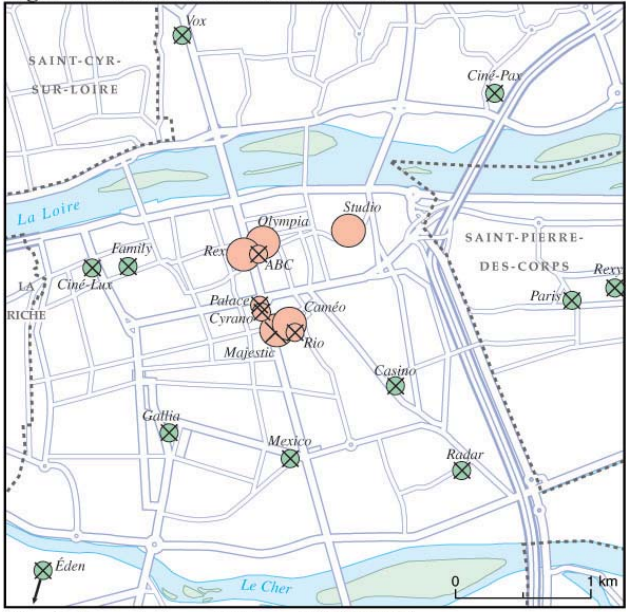 Vox
SAINT-CYR-
SUR-LOIRE
Ciné-Pax
La Loire
Studio
Olympia
Rex
ABC
Family
Ciné-Lux
SAINT-PIERRE-
DES-CORPS
Rexy
Paris
LA
RICHE
Palace
Cyrano
Caméo
Majestic
Rio
Casino
Gallia
Mexico
Radar
Éden
Le Cher
0 1 km